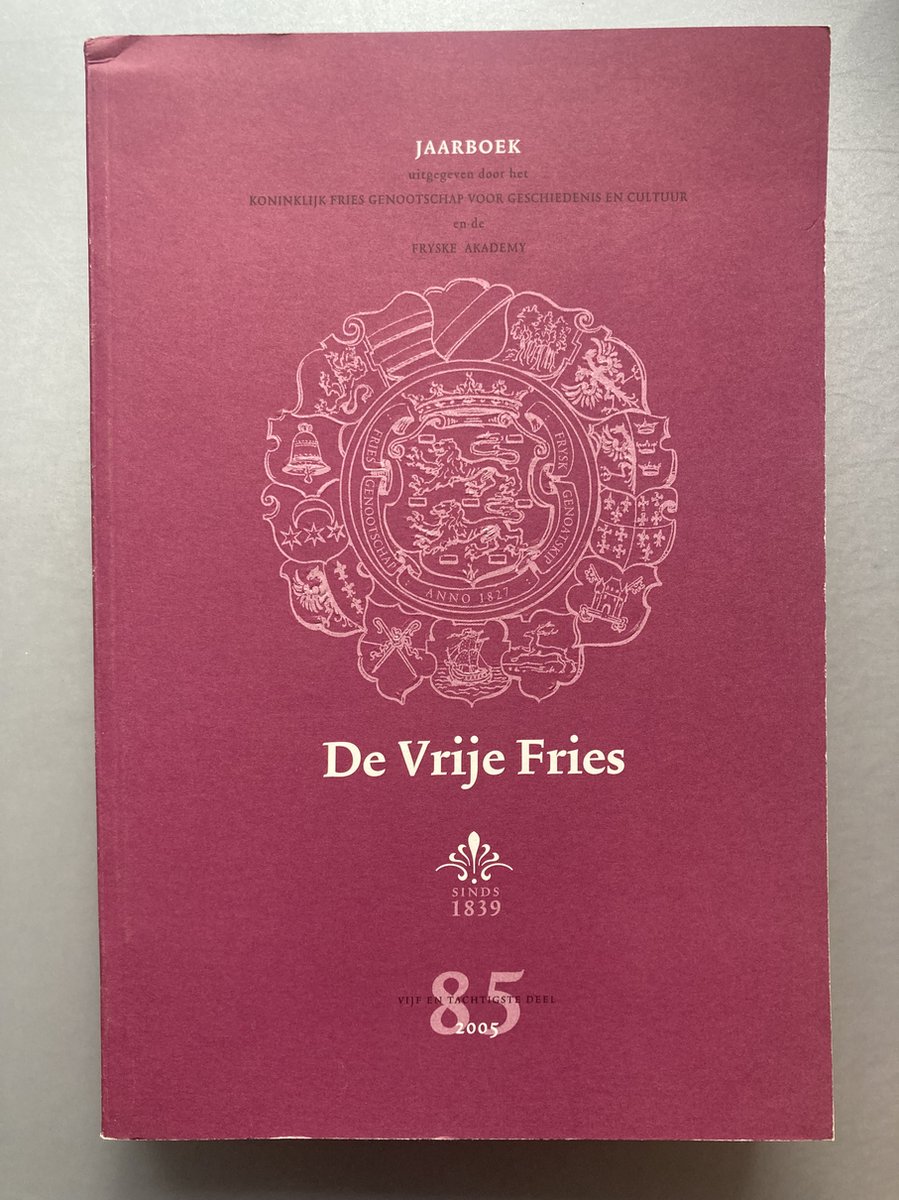 JAARBOEK
uitgegeven door het
KONINKLIJK FRIES GENOOTSCHAP VOOR GESCHIEDENIS EN CULTUUR
en de
FRYSKE AKADEMY
FRIES GENOOTSCHAP
FRYSK GENOATSKIP
ANNO 1827
De Vrije Fries
SINDS
1839
85
VIJF EN TACHTIGSTE DEEL
2005